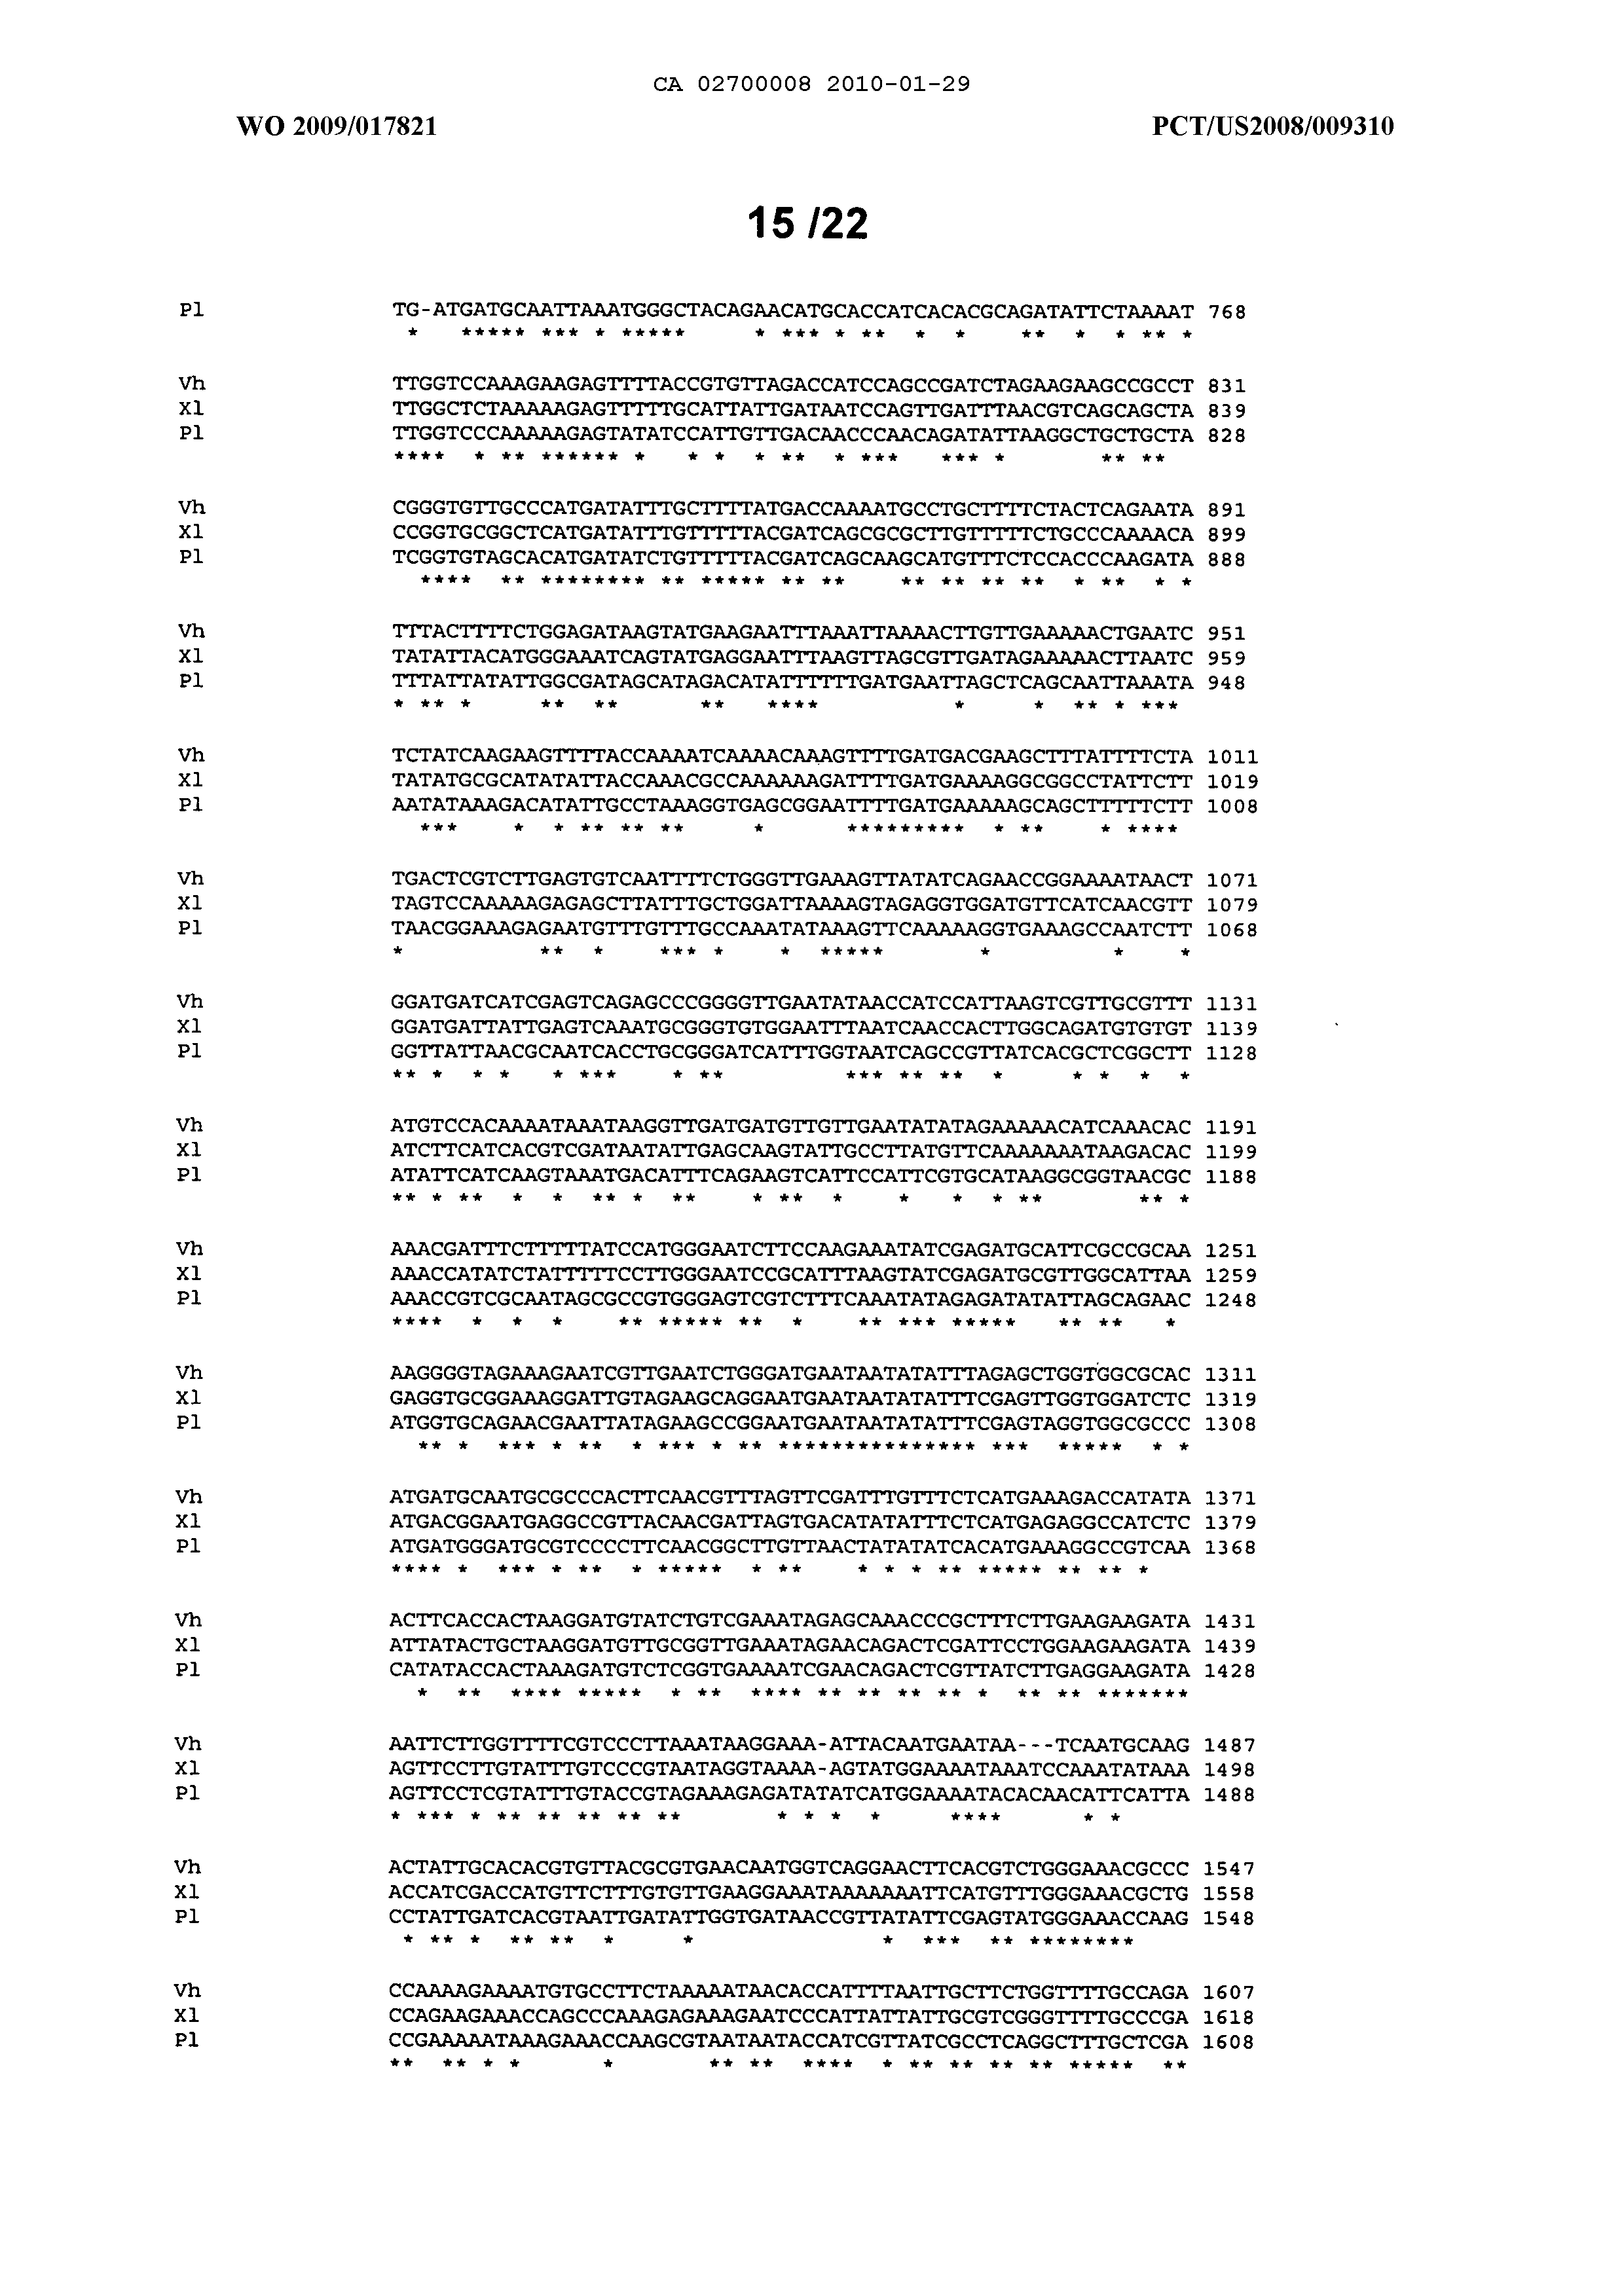 CA 02700008 2010-01-29
WO 2009/017821 PCT/US2008/009310
15 /22
Pl TG-ATGATGCAATTAAATGGGCTACAGAACATGCACCATCACACGCAGATATTCTAAAAT 768
* ***** *** * ***** * *** * ** * * ** * * ** *
Vh TTGGTCCAAAGAAGAGTTTTACCGTGTTAGACCATCCAGCCGATCTAGAAGAAGCCGCCT 831
Xl TTGGCTCTAAAAAGAGTTTTTGCATTATTGATAATCCAGTTGATTTAACGTCAGCAGCTA 839
Pl TTGGTCCCAAAAAGAGTATATCCATTGTTGACAACCCAACAGATATTAAGGCTGCTGCTA 828
**** * ** ****** * * * * ** * *** *** * ** **
Vh CGGGTGTTGCCCATGATATTTGCTTTTATGACCAAAATGCCTGCTTTTCTACTCAGAATA 891
Xl CCGGTGCGGCTCATGATATTTGTTTTTACGATCAGCGCGCTTGTTTTTCTGCCCAAAACA 899
Pl TCGGTGTAGCACATGATATCTGTTTTTACGATCAGCAAGCATGTTTCTCCACCCAAGATA 888
**** ** ******** ** ***** ** ** ** ** ** ** * ** * *
Vh TTTACTTTTCTGGAGATAAGTATGAAGAATTTAAATTAAAACTTGTTGAAAAACTGAATC 951
Xl TATATTACATGGGAAATCAGTATGAGGAATTTAAGTTAGCGTTGATAGAAAAACTTAATC 959
Pl TTTATTATATTGGCGATAGCATAGACATATTTTTTGATGAATTAGCTCAGCAATTAAATA 948
* ** * ** ** ** **** * * ** * ***
Vh TCTATCAAGAAGTTTTACCAAAATCAAAACAAAGTTTTGATGACGAAGCTTTATTTTCTA 1011
Xl TATATGCGCATATATTACCAAACGCCAAAAAAGATTTTGATGAAAAGGCGGCCTATTCTT 1019
Pl AATATAAAGACATATTGCCTAAAGGTGAGCGGAATTTTGATGAAAAAGCAGCTTTTTCTT 1008
*** * * ** ** ** * ********* * ** * ****
Vh TGACTCGTCTTGAGTGTCAATTTTCTGGGTTGAAAGTTATATCAGAACCGGAAAATAACT 1071
Xl TAGTCCAAAAAGAGAGCTTATTTGCTGGATTAAAAGTAGAGGTGGATGTTCATCAACGTT 1079
Pl TAACGGAAAGAGAATGTTTGTTTGCCAAATATAAAGTTCAAAAAGGTGAAAGCCAATCTT 1068
* ** * *** * * ***** * * *
Vh GGATGATCATCGAGTCAGAGCCCGGGGTTGAATATAACCATCCATTAAGTCGTTGCGTTT 1131
Xl GGATGATTATTGAGTCAAATGCGGGTGTGGAATTTAATCAACCACTTGGCAGATGTGTGT 1139
Pl GGTTATTAACGCAATCACCTGCGGGATCATTTGGTAATCAGCCGTTATCACGCTCGGCTT 1128
** * * * * *** * ** *** ** ** * * * * *
Vh ATGTCCACAAAATAAATAAGGTTGATGATGTTGTTGAATATATAGAAAAACATCAAACAC 1191
Xl ATCTTCATCACGTCGATAATATTGAGCAAGTATTGCCTTATGTTCAAAAAAATAAGACAC 1199
Pl ATATTCATCAAGTAAATGACATTTCAGAAGTCATTCCATTCGTGCATAAGGCGGTAACGC 1188
** * ** * * ** * ** * ** * * * * ** ** *
Vh AAACGATTTCTTTTTATCCATGGGAATCTTCCAAGAAATATCGAGATGCATTCGCCGCAA 1251
Xl AAACCATATCTATTTTTCCTTGGGAATCCGCATTTAAGTATCGAGATGCGTTGGCATTAA 1259
Pl AAACCGTCGCAATAGCGCCGTGGGAGTCGTCTTTCAAATATAGAGATATATTAGCAGAAC 1248
**** * * * ** ***** ** * ** *** ***** ** ** *
Vh AAGGGGTAGAAAGAATCGTTGAATCTGGGATGAATAATATATTTAGAGCTGGTGGCGCAC 1311
Xl GAGGTGCGGAAAGGATTGTAGAAGCAGGAATGAATAATATATTTCGAGTTGGTGGATCTC 1319
Pl ATGGTGCAGAACGAATTATAGAAGCCGGAATGAATAATATATTTCGAGTAGGTGGCGCCC 1308
** * *** * ** * *** * ** *************** *** ***** * *
Vh ATGATGCAATGCGCCCACTTCAACGTTTAGTTCGATTTGTTTCTCATGAAAGACCATATA 1371
Xl ATGACGGAATGAGGCCGTTACAACGATTAGTGACATATATTTCTCATGAGAGGCCATCTC 1379
Pl ATGATGGGATGCGTCCCCTTCAACGGCTTGTTAACTATATATCACATGAAAGGCCGTCAA 1368
**** * *** * ** * ***** * ** * * * ** ***** ** ** *
Vh ACTTCACCACTAAGGATGTATCTGTCGAAATAGAGCAAACCCGCTTTCTTGAAGAAGATA 1431
Xl ATTATACTGCTAAGGATGTTGCGGTTGAAATAGAACAGACTCGATTCCTGGAAGAAGATA 1439
Pl CATATACCACTAAAGATGTCTCGGTGAAAATCGAACAGACTCGTTATCTTGAGGAAGATA 1428
* ** **** ***** * ** **** ** ** ** ** * ** ** *******
Vh AATTCTTGGTTTTCGTCCCTTAAATAAGGAAA-ATTACAATGAATAA---TCAATGCAAG 1487
Xl AGTTCCTTGTATTTGTCCCGTAATAGGTAAAA-AGTATGGAAAATAAATCCAAATATAAA 1498
Pl AGTTCCTCGTATTTGTACCGTAGAAAGAGATATATCATGGAAAATACACAACATTCATTA 1488
* *** * ** ** ** ** ** * * * * **** * *
Vh ACTATTGCACACGTGTTACGCGTGAACAATGGTCAGGAACTTCACGTCTGGGAAACGCCC 1547
Xl ACCATCGACCATGTTCTTTGTGTTGAAGGAAATAAAAAAATTCATGTTTGGGAAACGCTG 1558
Pl CCTATTGATCACGTAATTGATATTGGTGATAACCGTTATATTCGAGTATGGGAAACCAAG 1548
* ** * ** ** * * * *** ** ********
Vh CCAAAAGAAAATGTGCCTTCTAAAAATAACACCATTTTAATTGCTTCTGGTTTTGCCAGA 1607
Xl CCAGAAGAAACCAGCCCAAAGAGAAAGAATCCCATTATTATTGCGTCGGGTTTTGCCCGA 1618
Pl CCGAAAAATAAAGAAACCAAGCGTAATAATACCATCGTTATCGCCTCAGGCTTTGCTCGA 1608
** ** * * * ** ** **** * ** ** ** ** ***** **